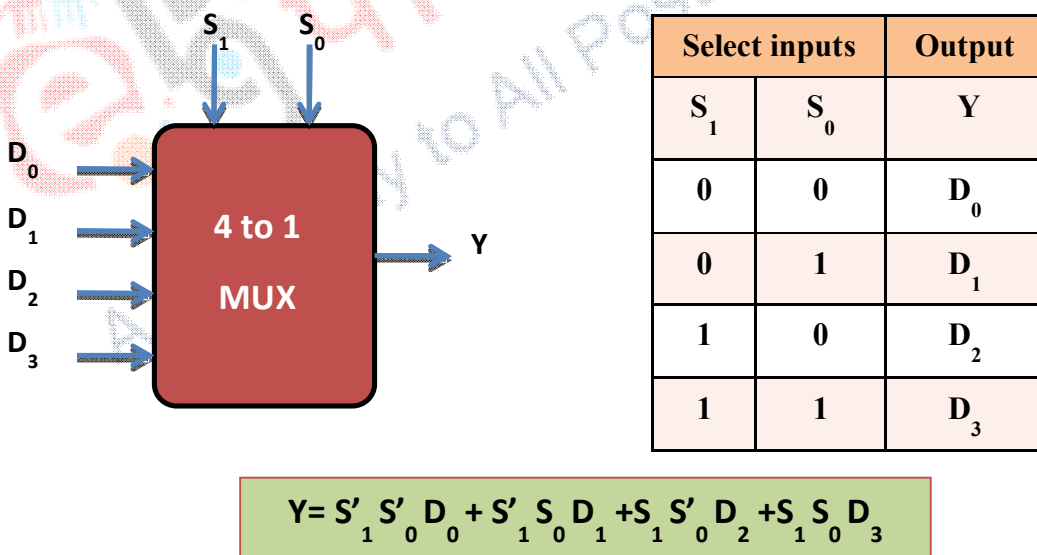 S1 S0
D0
D1
D2
D3
4 to 1
MUX
Y
Select inputs Output
S1 S0 Y
0 0 D0
0 1 D1
1 0 D2
1 1 D3
Y= S’1 S’0 D0 + S’1 S0 D1 +S1 S’0 D2 +S1 S0 D3
to All